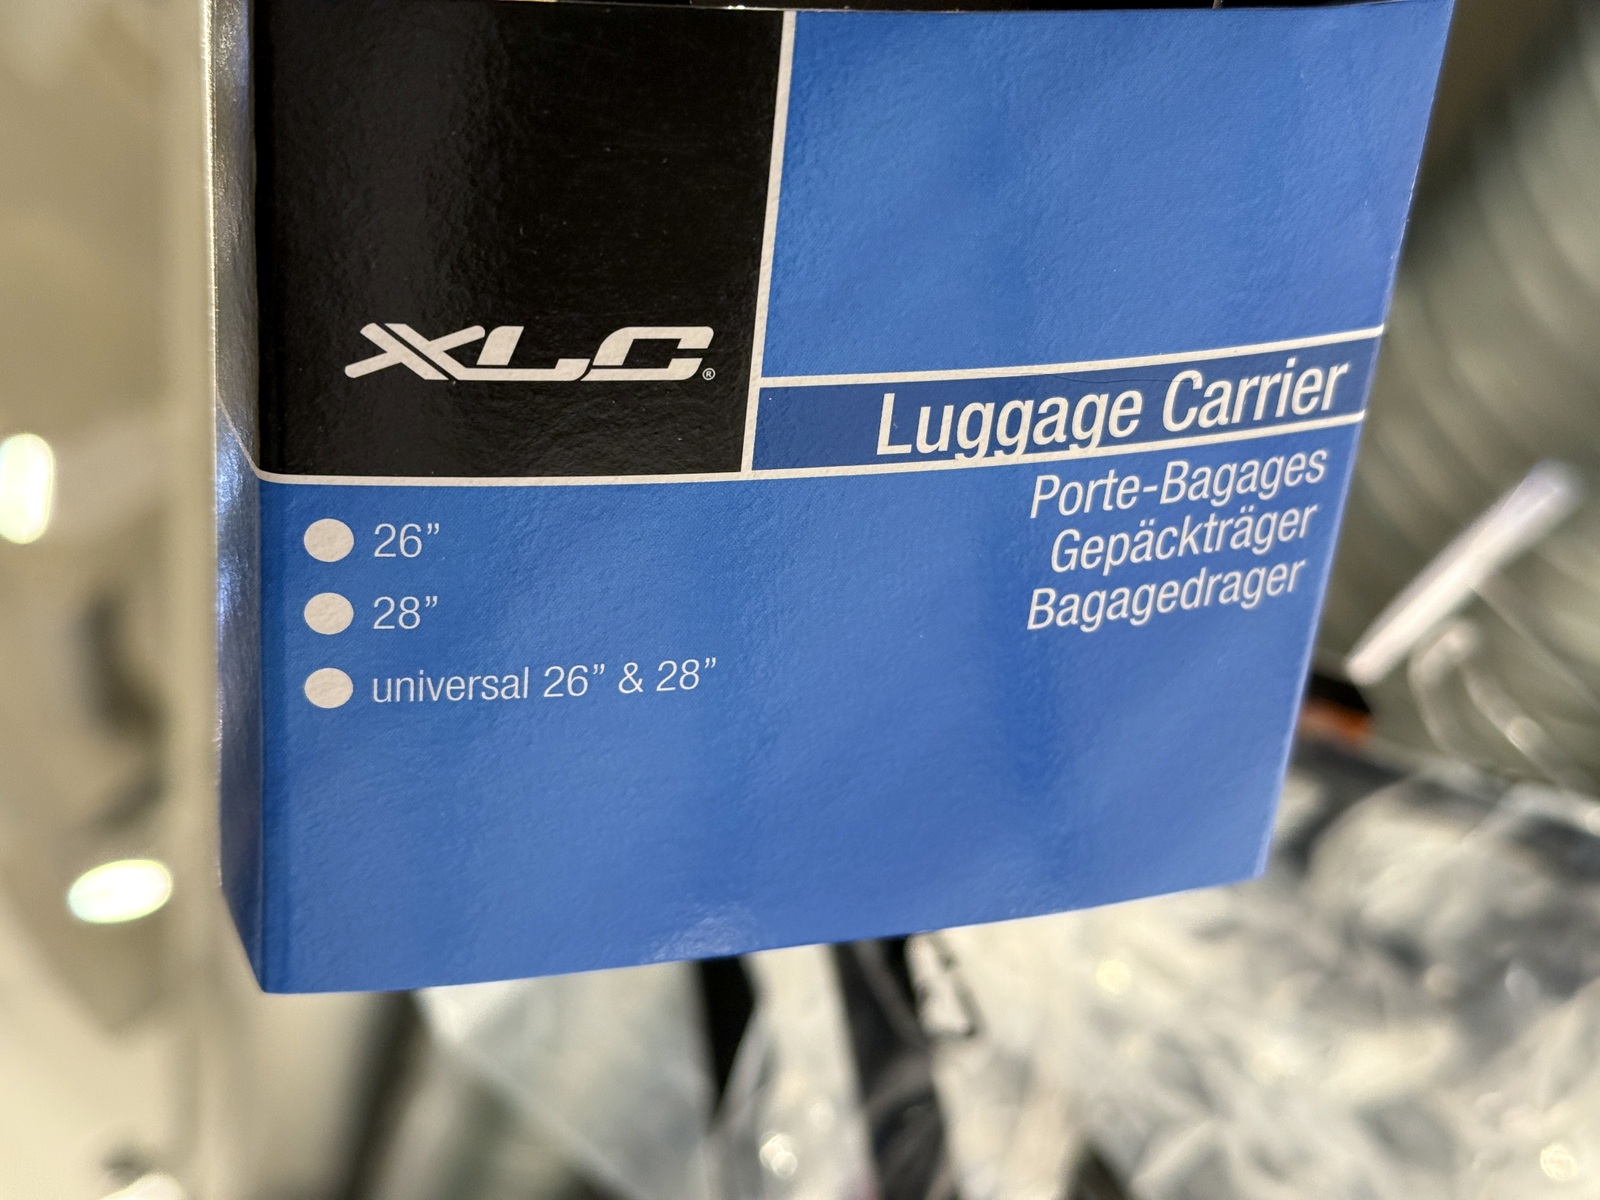 XLC®
Luggage Carrier
Porte-Bagages
Gepäckträger
Bagagedrager
26”
28”
universal 26” & 28”